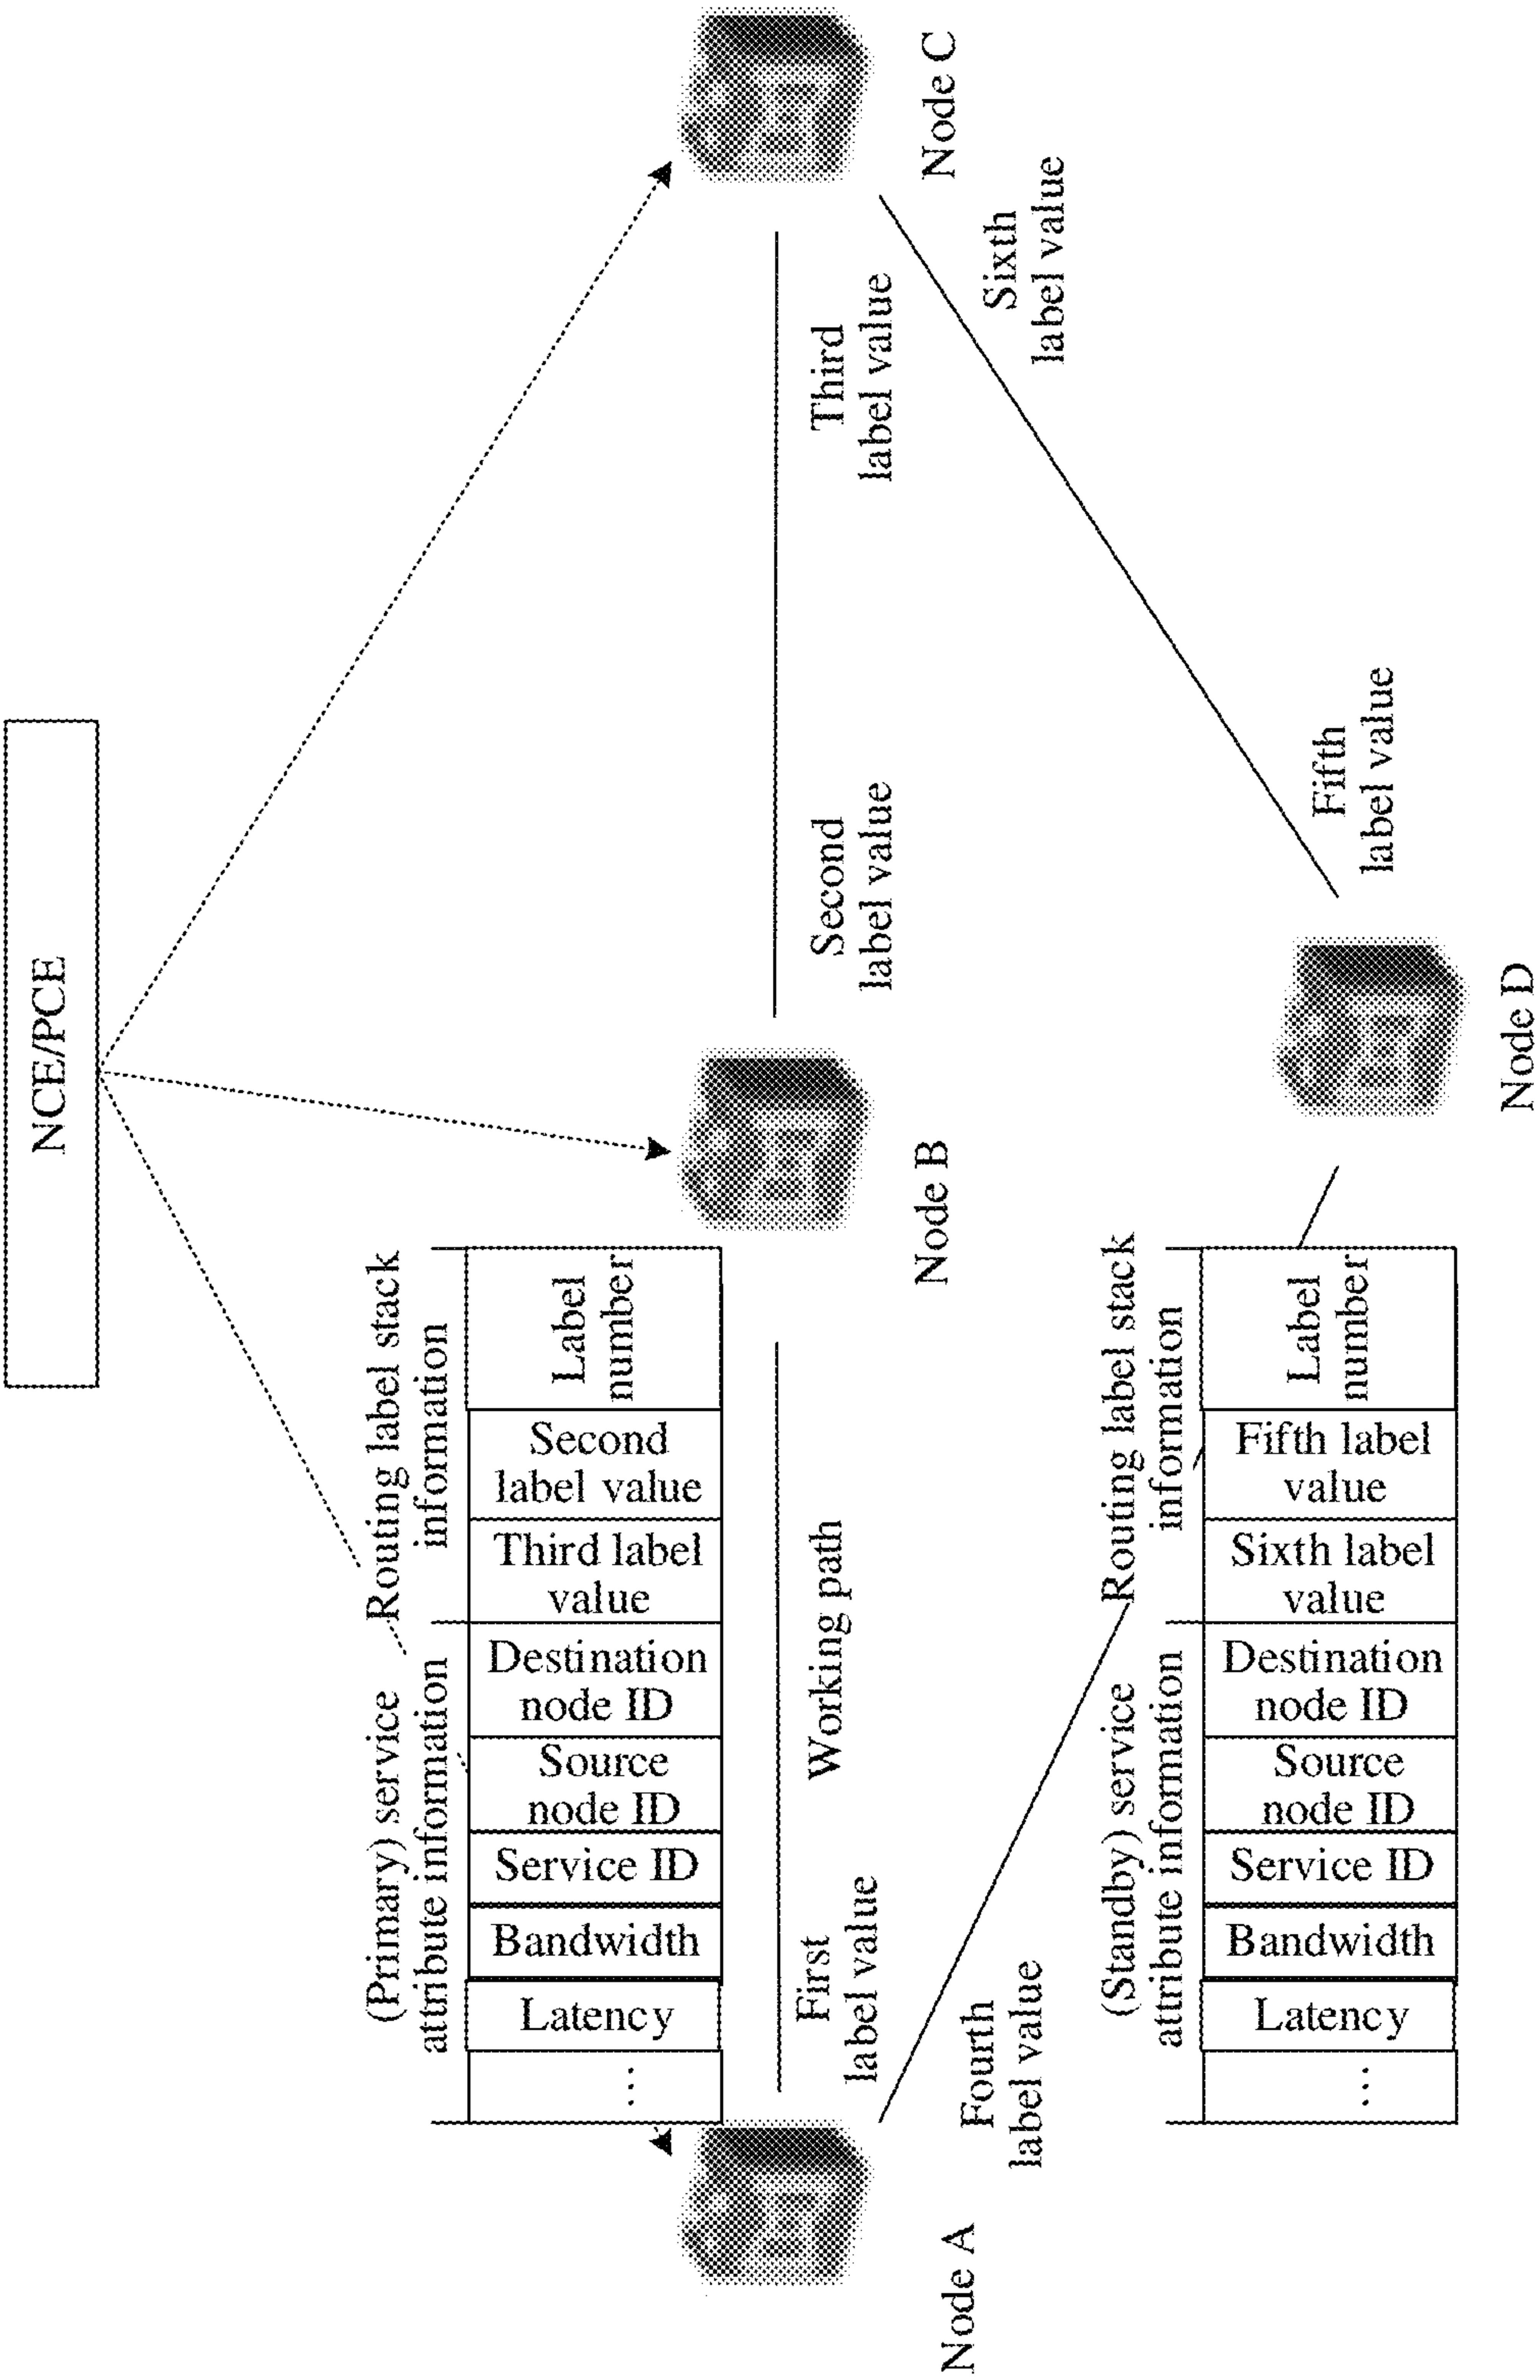 NCE/PCE
(Primary) service
attribute information
Routing label stack
information
...
Latency
Bandwidth
Service ID
Source
node ID
Destination
node ID
Third label
value
Second
label value
Label
number
Node A
First
label value
Working path
Node B
Second
label value
Third
label value
Node C
Fourth
label value
Sixth
label value
(Standby) service
attribute information
Routing label stack
information
...
Latency
Bandwidth
Service ID
Source
node ID
Destination
node ID
Sixth label
value
Fifth label
value
Label
number
Fifth
label value
Node D